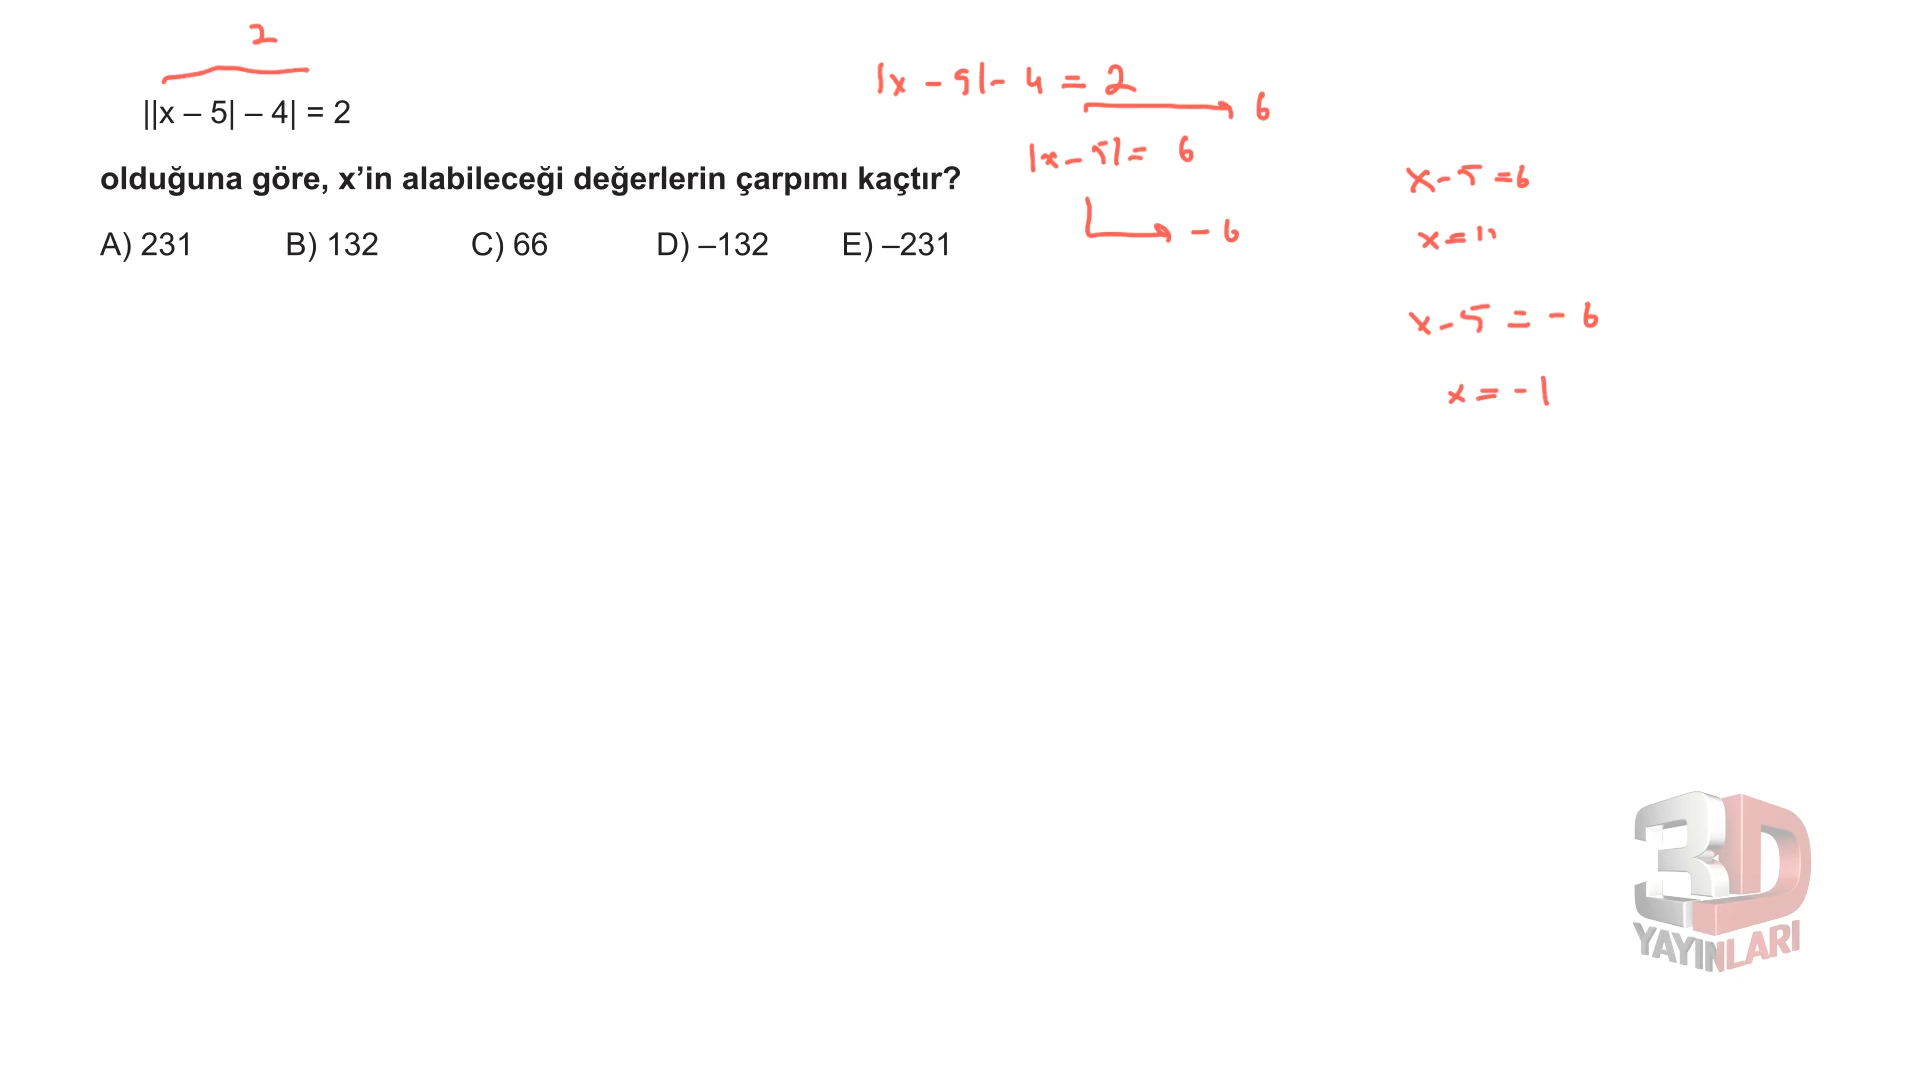 2
||x – 5| – 4| = 2
olduğuna göre, x’in alabileceği değerlerin çarpımı kaçtır?
A) 231 B) 132 C) 66 D) –132 E) –231
|x - 5| - 4 = 2
6
|x - 5| = 6
- 6
x - 5 = 6
x = 11
x - 5 = - 6
x = - 1
3D
YAYINLARI